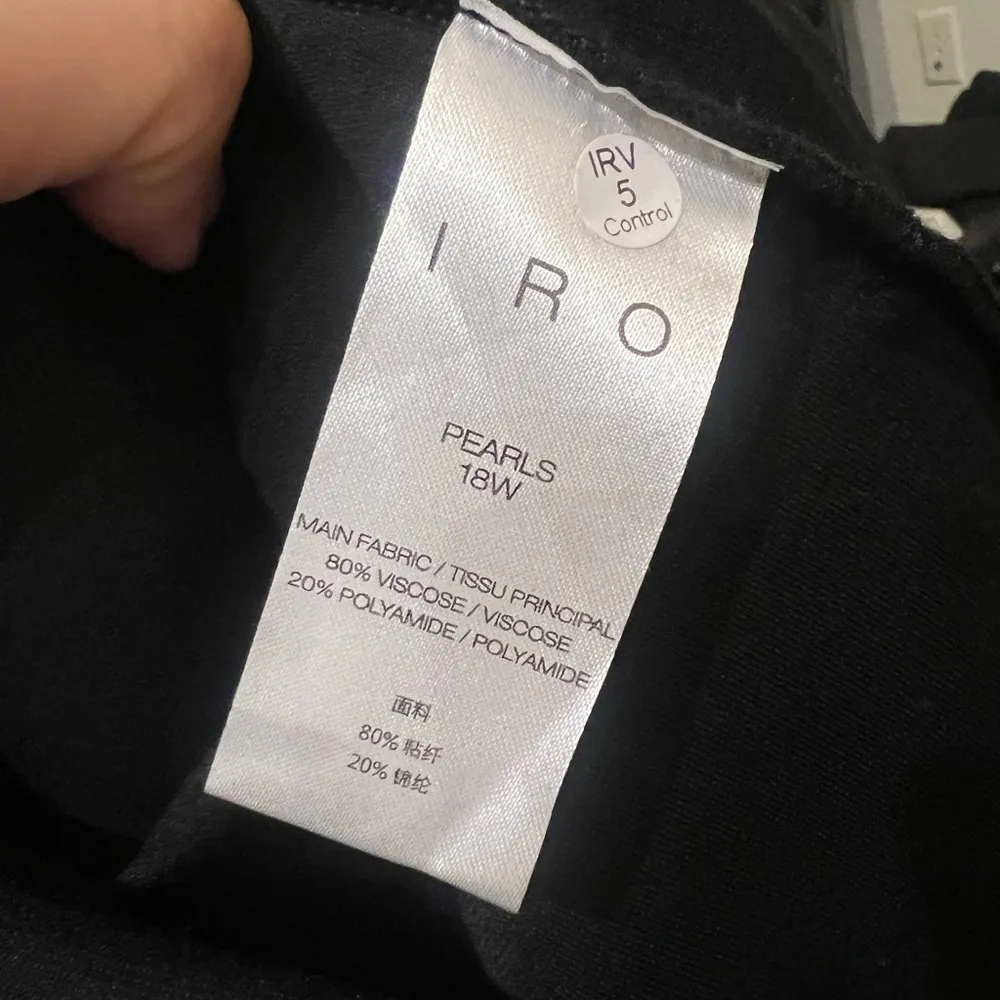 IRV
5
Control
I R O
PEARLS
18W
MAIN FABRIC / TISSU PRINCIPAL
80% VISCOSE / VISCOSE
20% POLYAMIDE / POLYAMIDE
面料
80% 粘纤
20% 锦纶